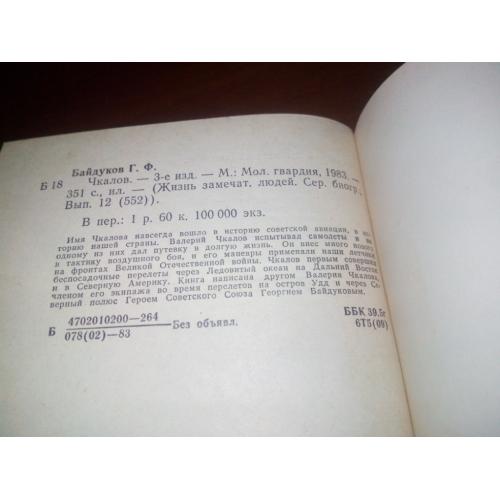 Байдуков Г. Ф.
Б 18 Чкалов. — 3-е изд. — М.: Мол. гвардия, 1983. —
351 с., ил. — (Жизнь замечат. людей. Сер. биогр.
Вып. 12 (552)).
В пер.: 1 р. 60 к. 100 000 экз.
Имя Чкалова навсегда вошло в историю советской авиации, в ис-
торию нашей страны. Валерий Чкалов испытывал самолеты и не
одному из них дал путевку в долгую жизнь. Он внес много нового
в тактику воздушного боя, и его маневры применяли наши летчики
на фронтах Великой Отечественной войны. Чкалов первым совершил
беспосадочные перелеты через Ледовитый океан на Дальний Восток
и в Северную Америку. Книга написана другом Валерия Чкалова,
членом его экипажа во время перелетов на остров Удд и через Се-
верный полюс Героем Советского Союза Георгием Байдуковым.
Б 4702010200—264 Без объявл. ББК 39.5г
078(02)—83 6Т5(09)